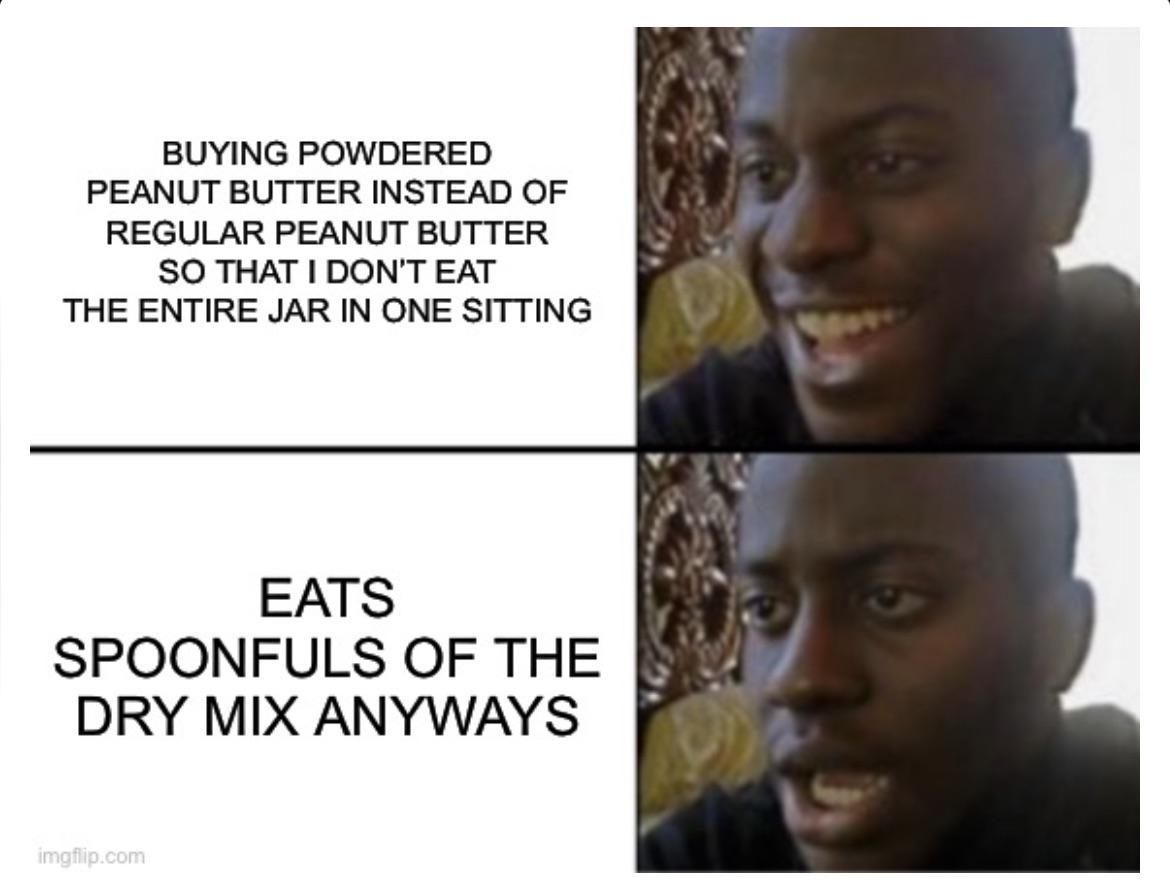 BUYING POWDERED
PEANUT BUTTER INSTEAD OF
REGULAR PEANUT BUTTER
SO THAT I DON'T EAT
THE ENTIRE JAR IN ONE SITTING
EATS
SPOONFULS OF THE
DRY MIX ANYWAYS
imgflip.com